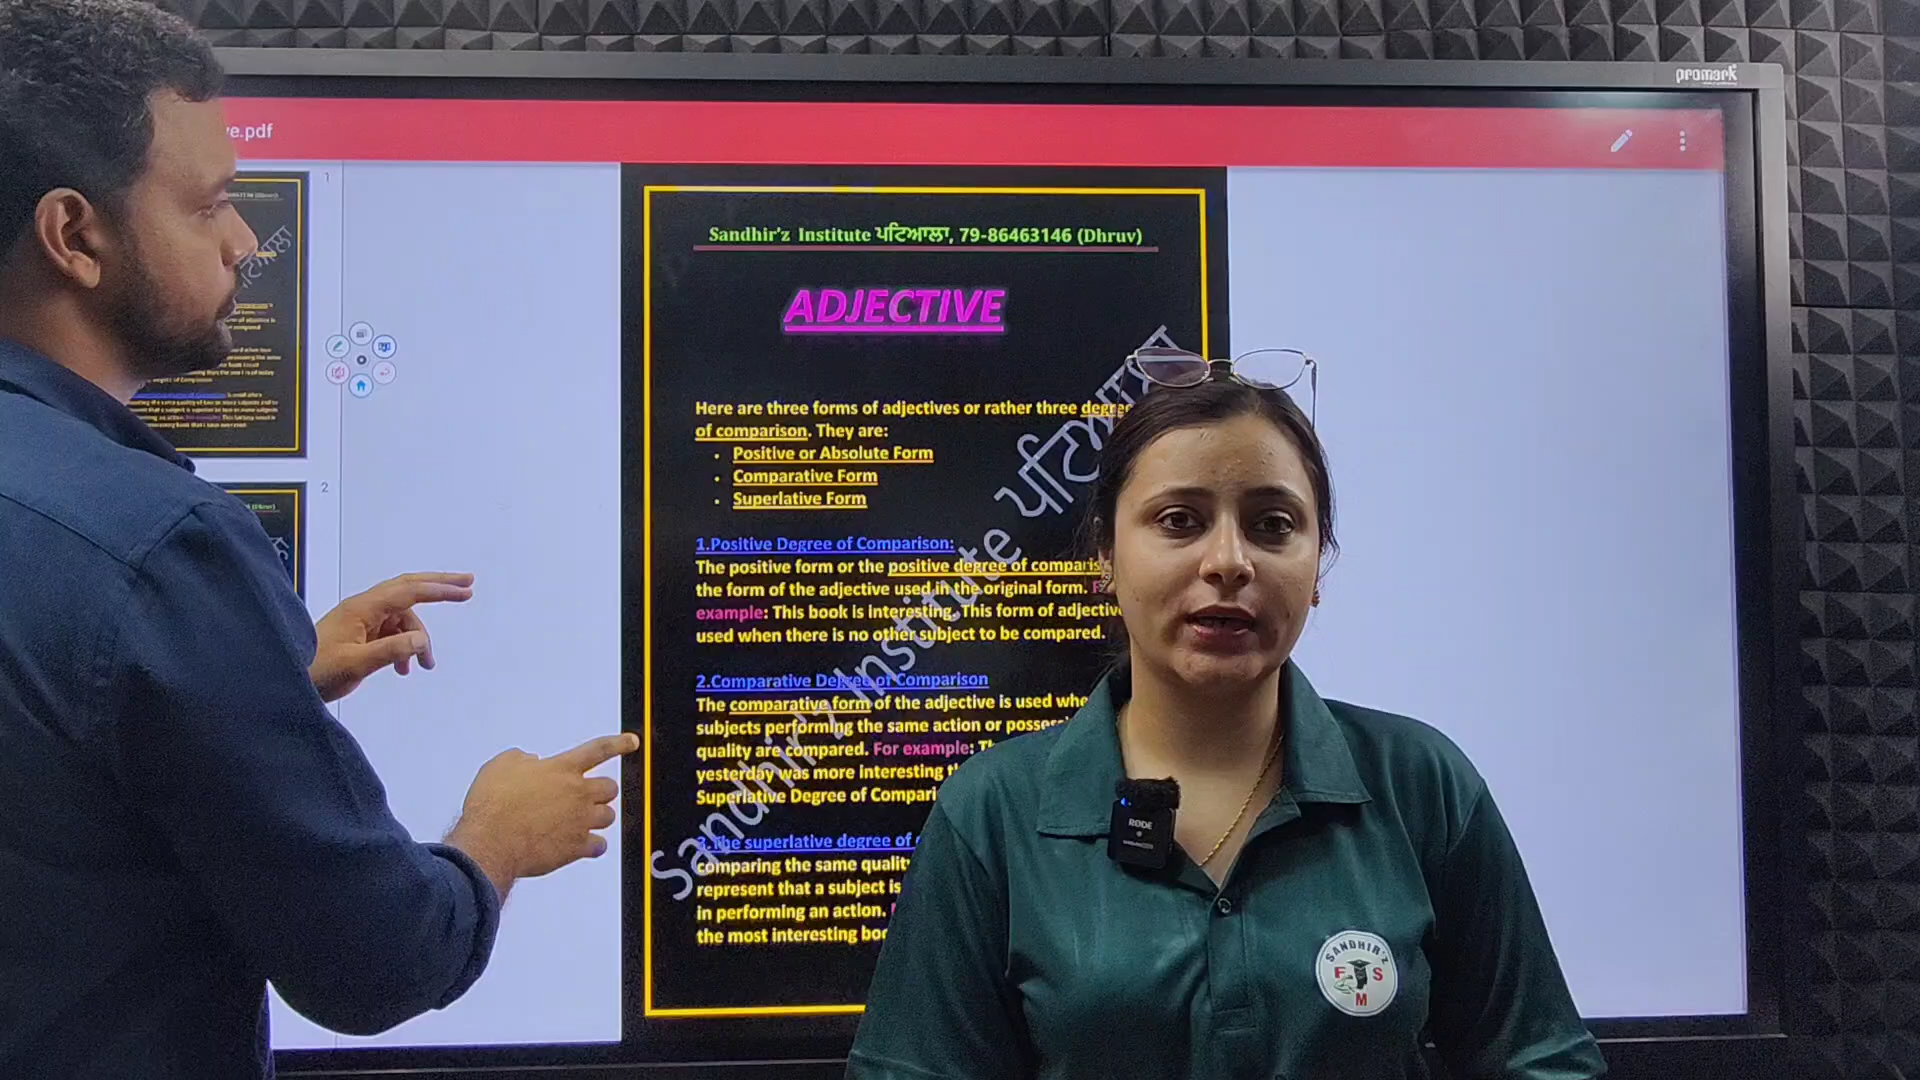 promark
ve.pdf
1
2
Sandhir'z Institute ਪਟਿਆਲਾ, 79-86463146 (Dhruv)
ADJECTIVE
Here are three forms of adjectives or rather three degre
of comparison. They are:
• Positive or Absolute Form
• Comparative Form
• Superlative Form
1.Positive Degree of Comparison:
The positive form or the positive degree of comparis
the form of the adjective used in the original form. F
example: This book is interesting. This form of adjective
used when there is no other subject to be compared.
2.Comparative Degree of Comparison
The comparative form of the adjective is used whe
subjects performing the same action or possess
quality are compared. For example: Th
yesterday was more interesting th
Superlative Degree of Compari
3.The superlative degree of
comparing the same quality
represent that a subject is
in performing an action.
the most interesting boo
Sandhir'z Institute ਪਟਿਆਲਾ
RODE
SANDHIR'z
F S
M